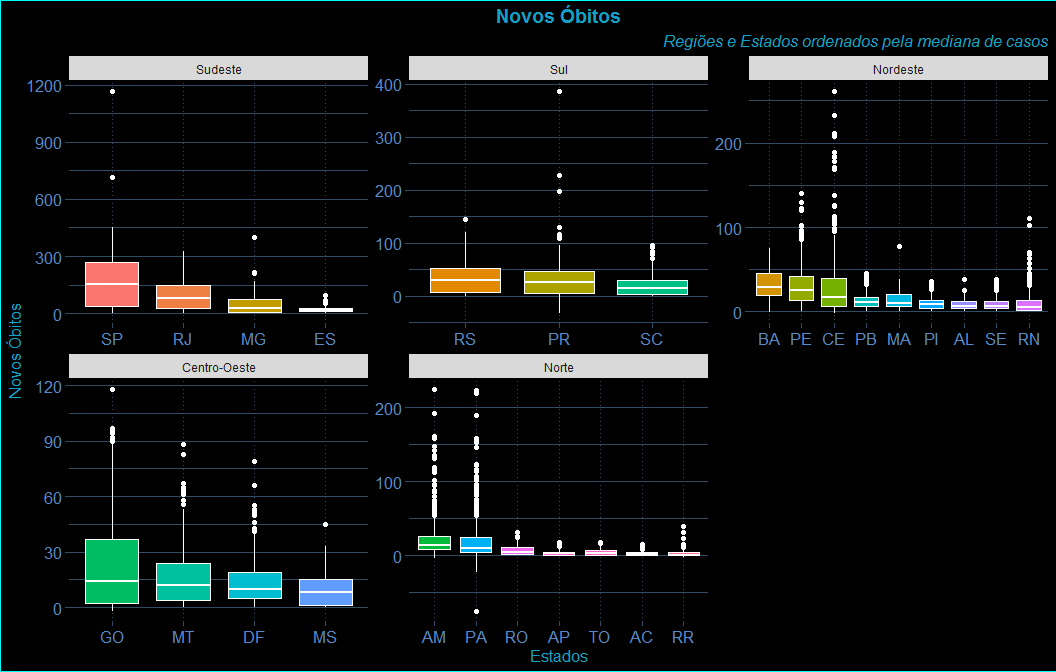 Novos Óbitos
Regiões e Estados ordenados pela mediana de casos
Sudeste
1200
900
600
300
0
SP RJ MG ES
Sul
400
300
200
100
0
RS PR SC
Nordeste
200
100
0
BA PE CE PB MA PI AL SE RN
Novos Óbitos
Centro-Oeste
120
90
60
30
0
GO MT DF MS
Norte
200
100
0
AM PA RO AP TO AC RR
Estados